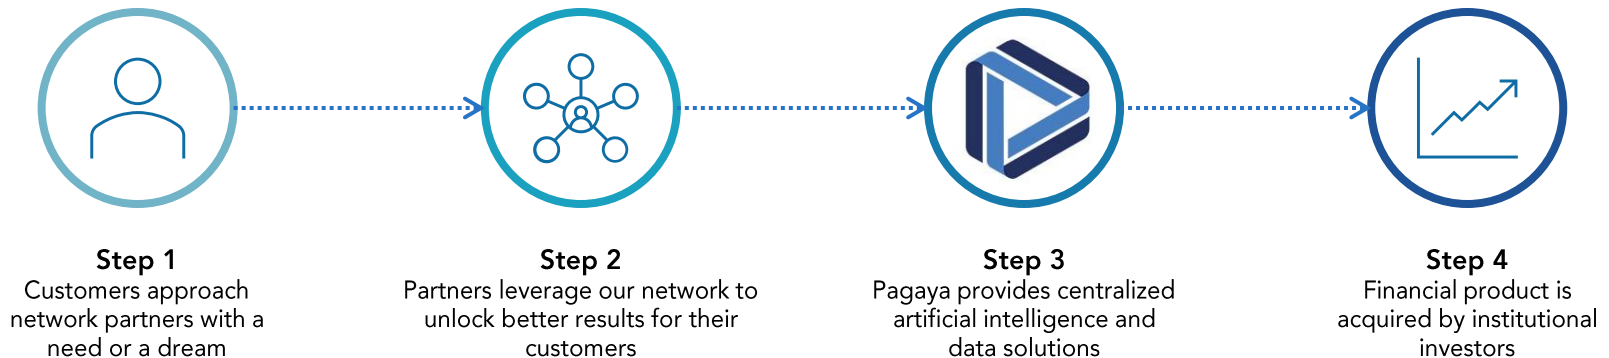 Step 1
Customers approach
network partners with a
need or a dream
Step 2
Partners leverage our network to
unlock better results for their
customers
Step 3
Pagaya provides centralized
artificial intelligence and
data solutions
Step 4
Financial product is
acquired by institutional
investors